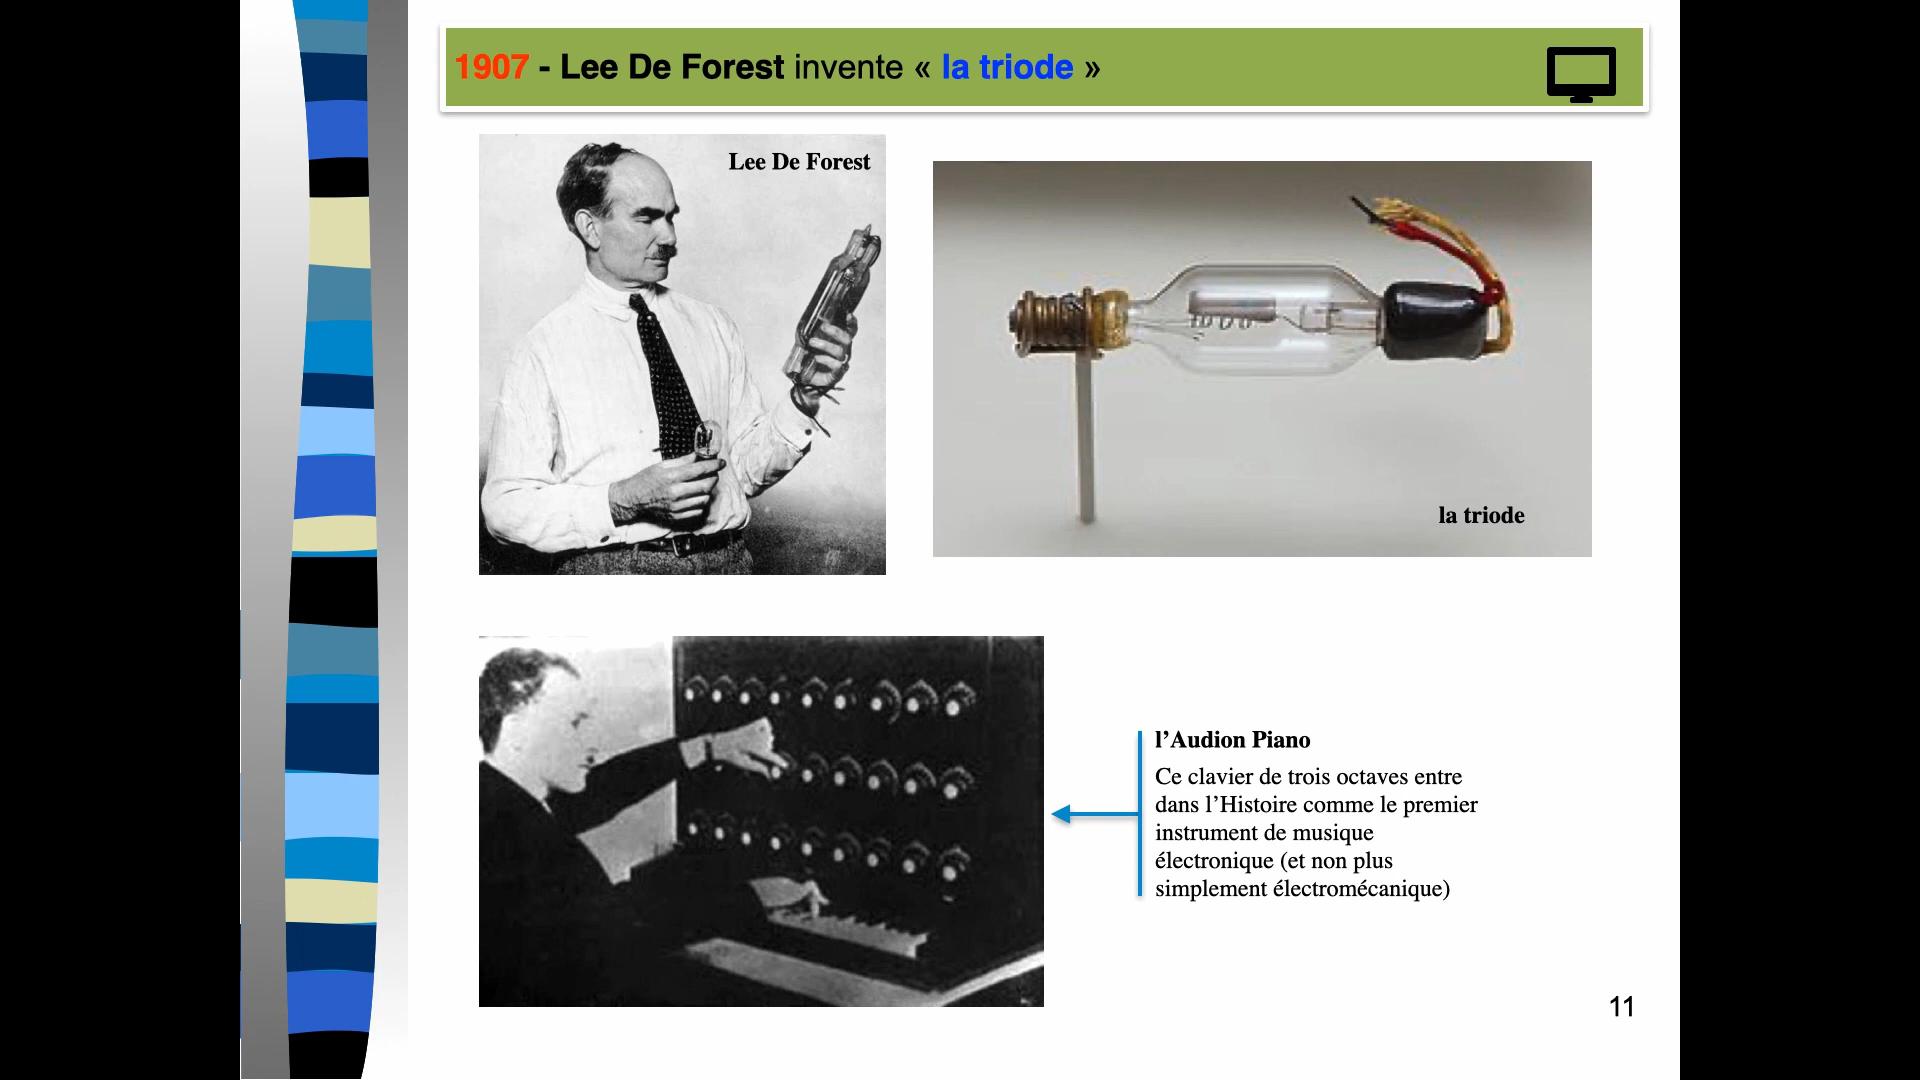 1907 - Lee De Forest invente « la triode »
Lee De Forest
la triode
l’Audion Piano
Ce clavier de trois octaves entre
dans l’Histoire comme le premier
instrument de musique
électronique (et non plus
simplement électromécanique)
11